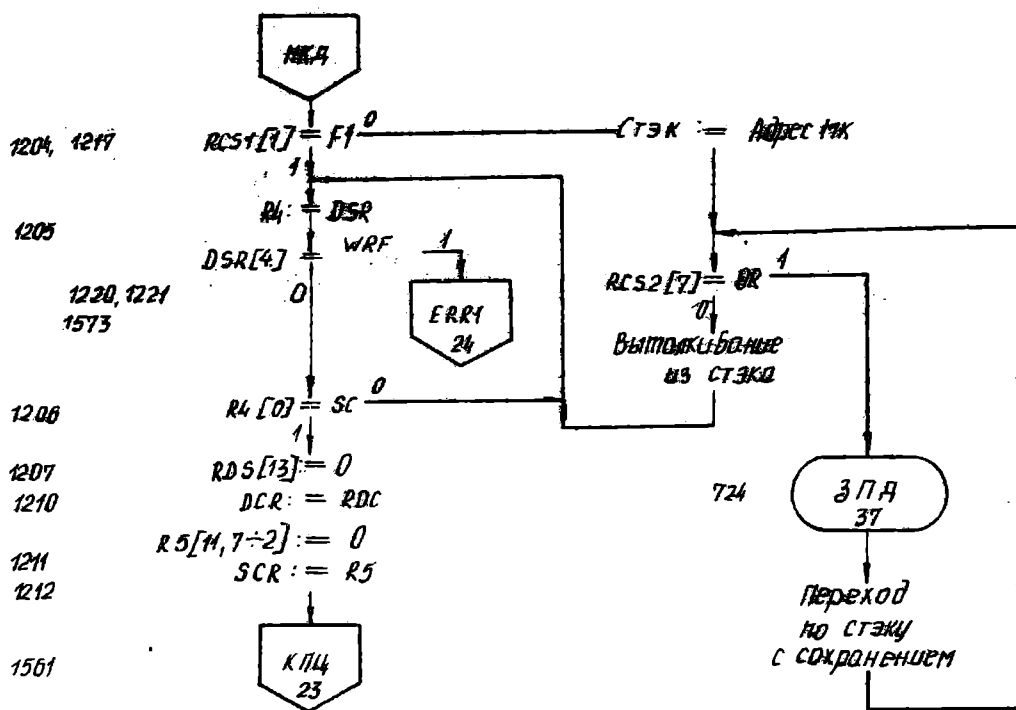 МКД
1204, 1217 RCS1[1] = F1 0 Стэк := Адрес МК
1
R4: = DSR
1205
DSR[4] = WRF 1
1 RCS2[7] = DR
0
1220, 1221
1573
ERR1
24
0
Выталкивание
из стэка
1206 R4[0] = SC 0
1
1207 RDS[13]:= 0
1210 DCR: = RDC
R5[11, 7÷2]:= 0
1211 SCR := R5
1212
724 ЗПД
37
Переход
по стэку
с сохранением
1561 КПЦ
23